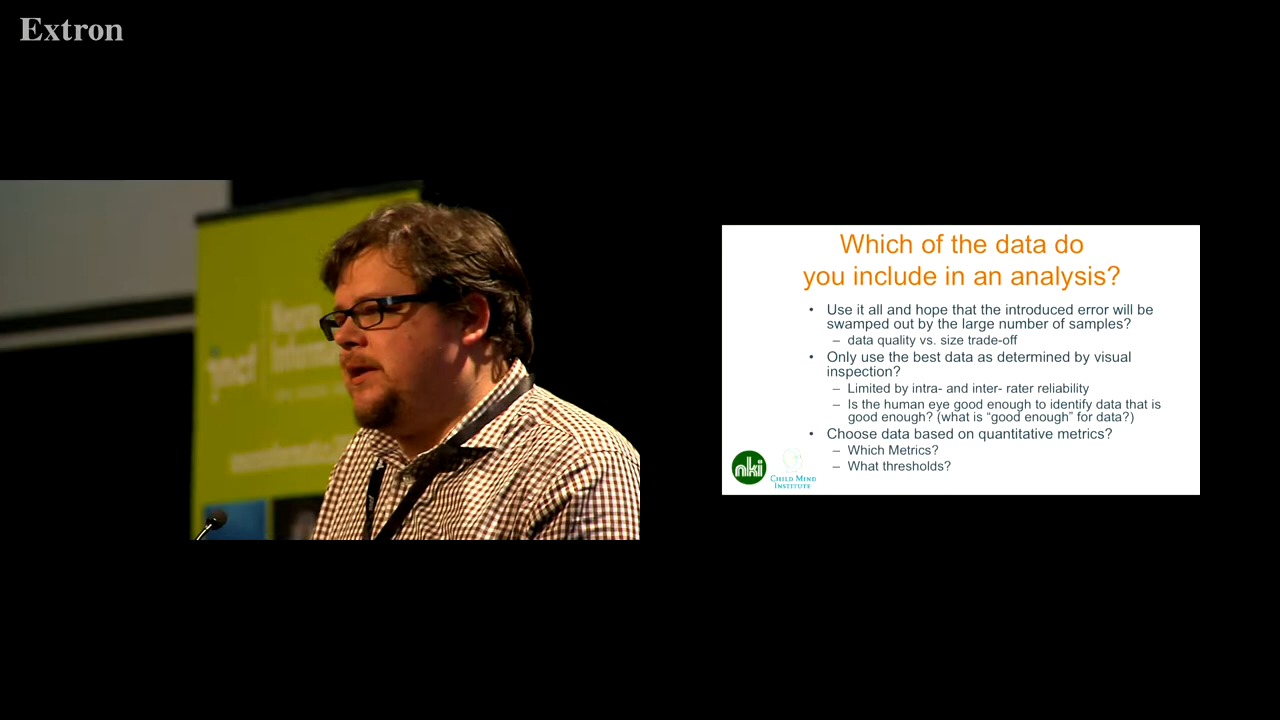 Extron
incf
Which of the data do
you include in an analysis?
• Use it all and hope that the introduced error will be
swamped out by the large number of samples?
– data quality vs. size trade-off
• Only use the best data as determined by visual
inspection?
– Limited by intra- and inter- rater reliability
– Is the human eye good enough to identify data that is
good enough? (what is “good enough” for data?)
• Choose data based on quantitative metrics?
– Which Metrics?
– What thresholds?
nki
CHILD MIND
INSTITUTE